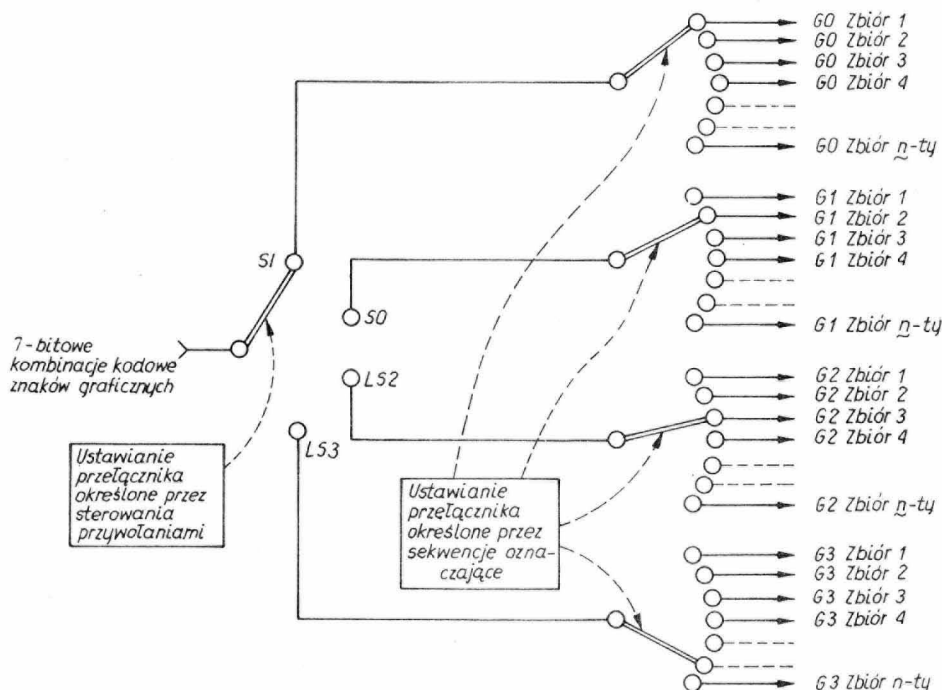 G0 Zbiór 1
G0 Zbiór 2
G0 Zbiór 3
G0 Zbiór 4
G0 Zbiór n-ty
G1 Zbiór 1
G1 Zbiór 2
G1 Zbiór 3
G1 Zbiór 4
G1 Zbiór n-ty
SI
SO
7-bitowe
kombinacje kodowe
znaków graficznych
LS2
LS3
G2 Zbiór 1
G2 Zbiór 2
G2 Zbiór 3
G2 Zbiór 4
G2 Zbiór n-ty
Ustawianie
przełącznika
określone przez
sterowania
przywołaniami
Ustawianie
przełącznika
określone przez
sekwencje ozna-
czające
G3 Zbiór 1
G3 Zbiór 2
G3 Zbiór 3
G3 Zbiór 4
G3 Zbiór n-ty